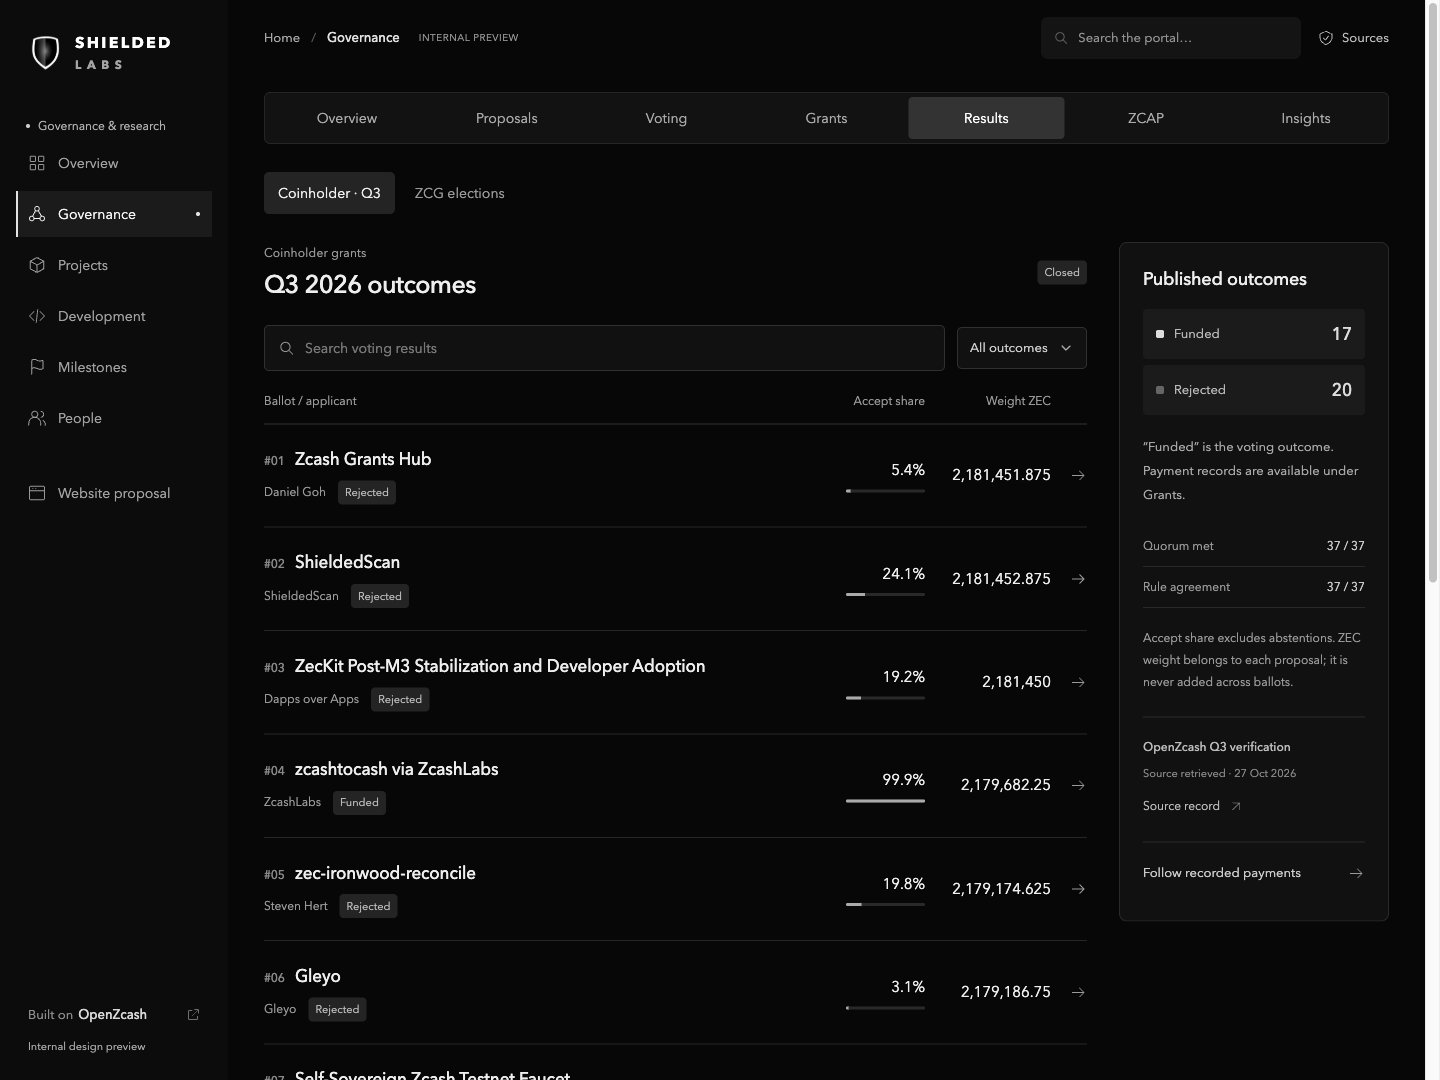 SHIELDED
LABS
Governance & research
Overview
Governance
Projects
Development
Milestones
People
Website proposal
Built on OpenZcash
Internal design preview
Home / Governance INTERNAL PREVIEW
Search the portal…
Sources
Overview Proposals Voting Grants Results ZCAP Insights
Coinholder · Q3 ZCG elections
Coinholder grants
Q3 2026 outcomes
Closed
Search voting results
All outcomes
Ballot / applicant Accept share Weight ZEC
#01 Zcash Grants Hub
Daniel Goh Rejected
5.4% 2,181,451.875
#02 ShieldedScan
ShieldedScan Rejected
24.1% 2,181,452.875
#03 ZecKit Post-M3 Stabilization and Developer Adoption
Dapps over Apps Rejected
19.2% 2,181,450
#04 zcashtocash via ZcashLabs
ZcashLabs Funded
99.9% 2,179,682.25
#05 zec-ironwood-reconcile
Steven Hert Rejected
19.8% 2,179,174.625
#06 Gleyo
Gleyo Rejected
3.1% 2,179,186.75
#07 Self-Sovereign Zcash Testnet Faucet
Published outcomes
Funded 17
Rejected 20
“Funded” is the voting outcome.
Payment records are available under
Grants.
Quorum met 37 / 37
Rule agreement 37 / 37
Accept share excludes abstentions. ZEC
weight belongs to each proposal; it is
never added across ballots.
OpenZcash Q3 verification
Source retrieved · 27 Oct 2026
Source record
Follow recorded payments